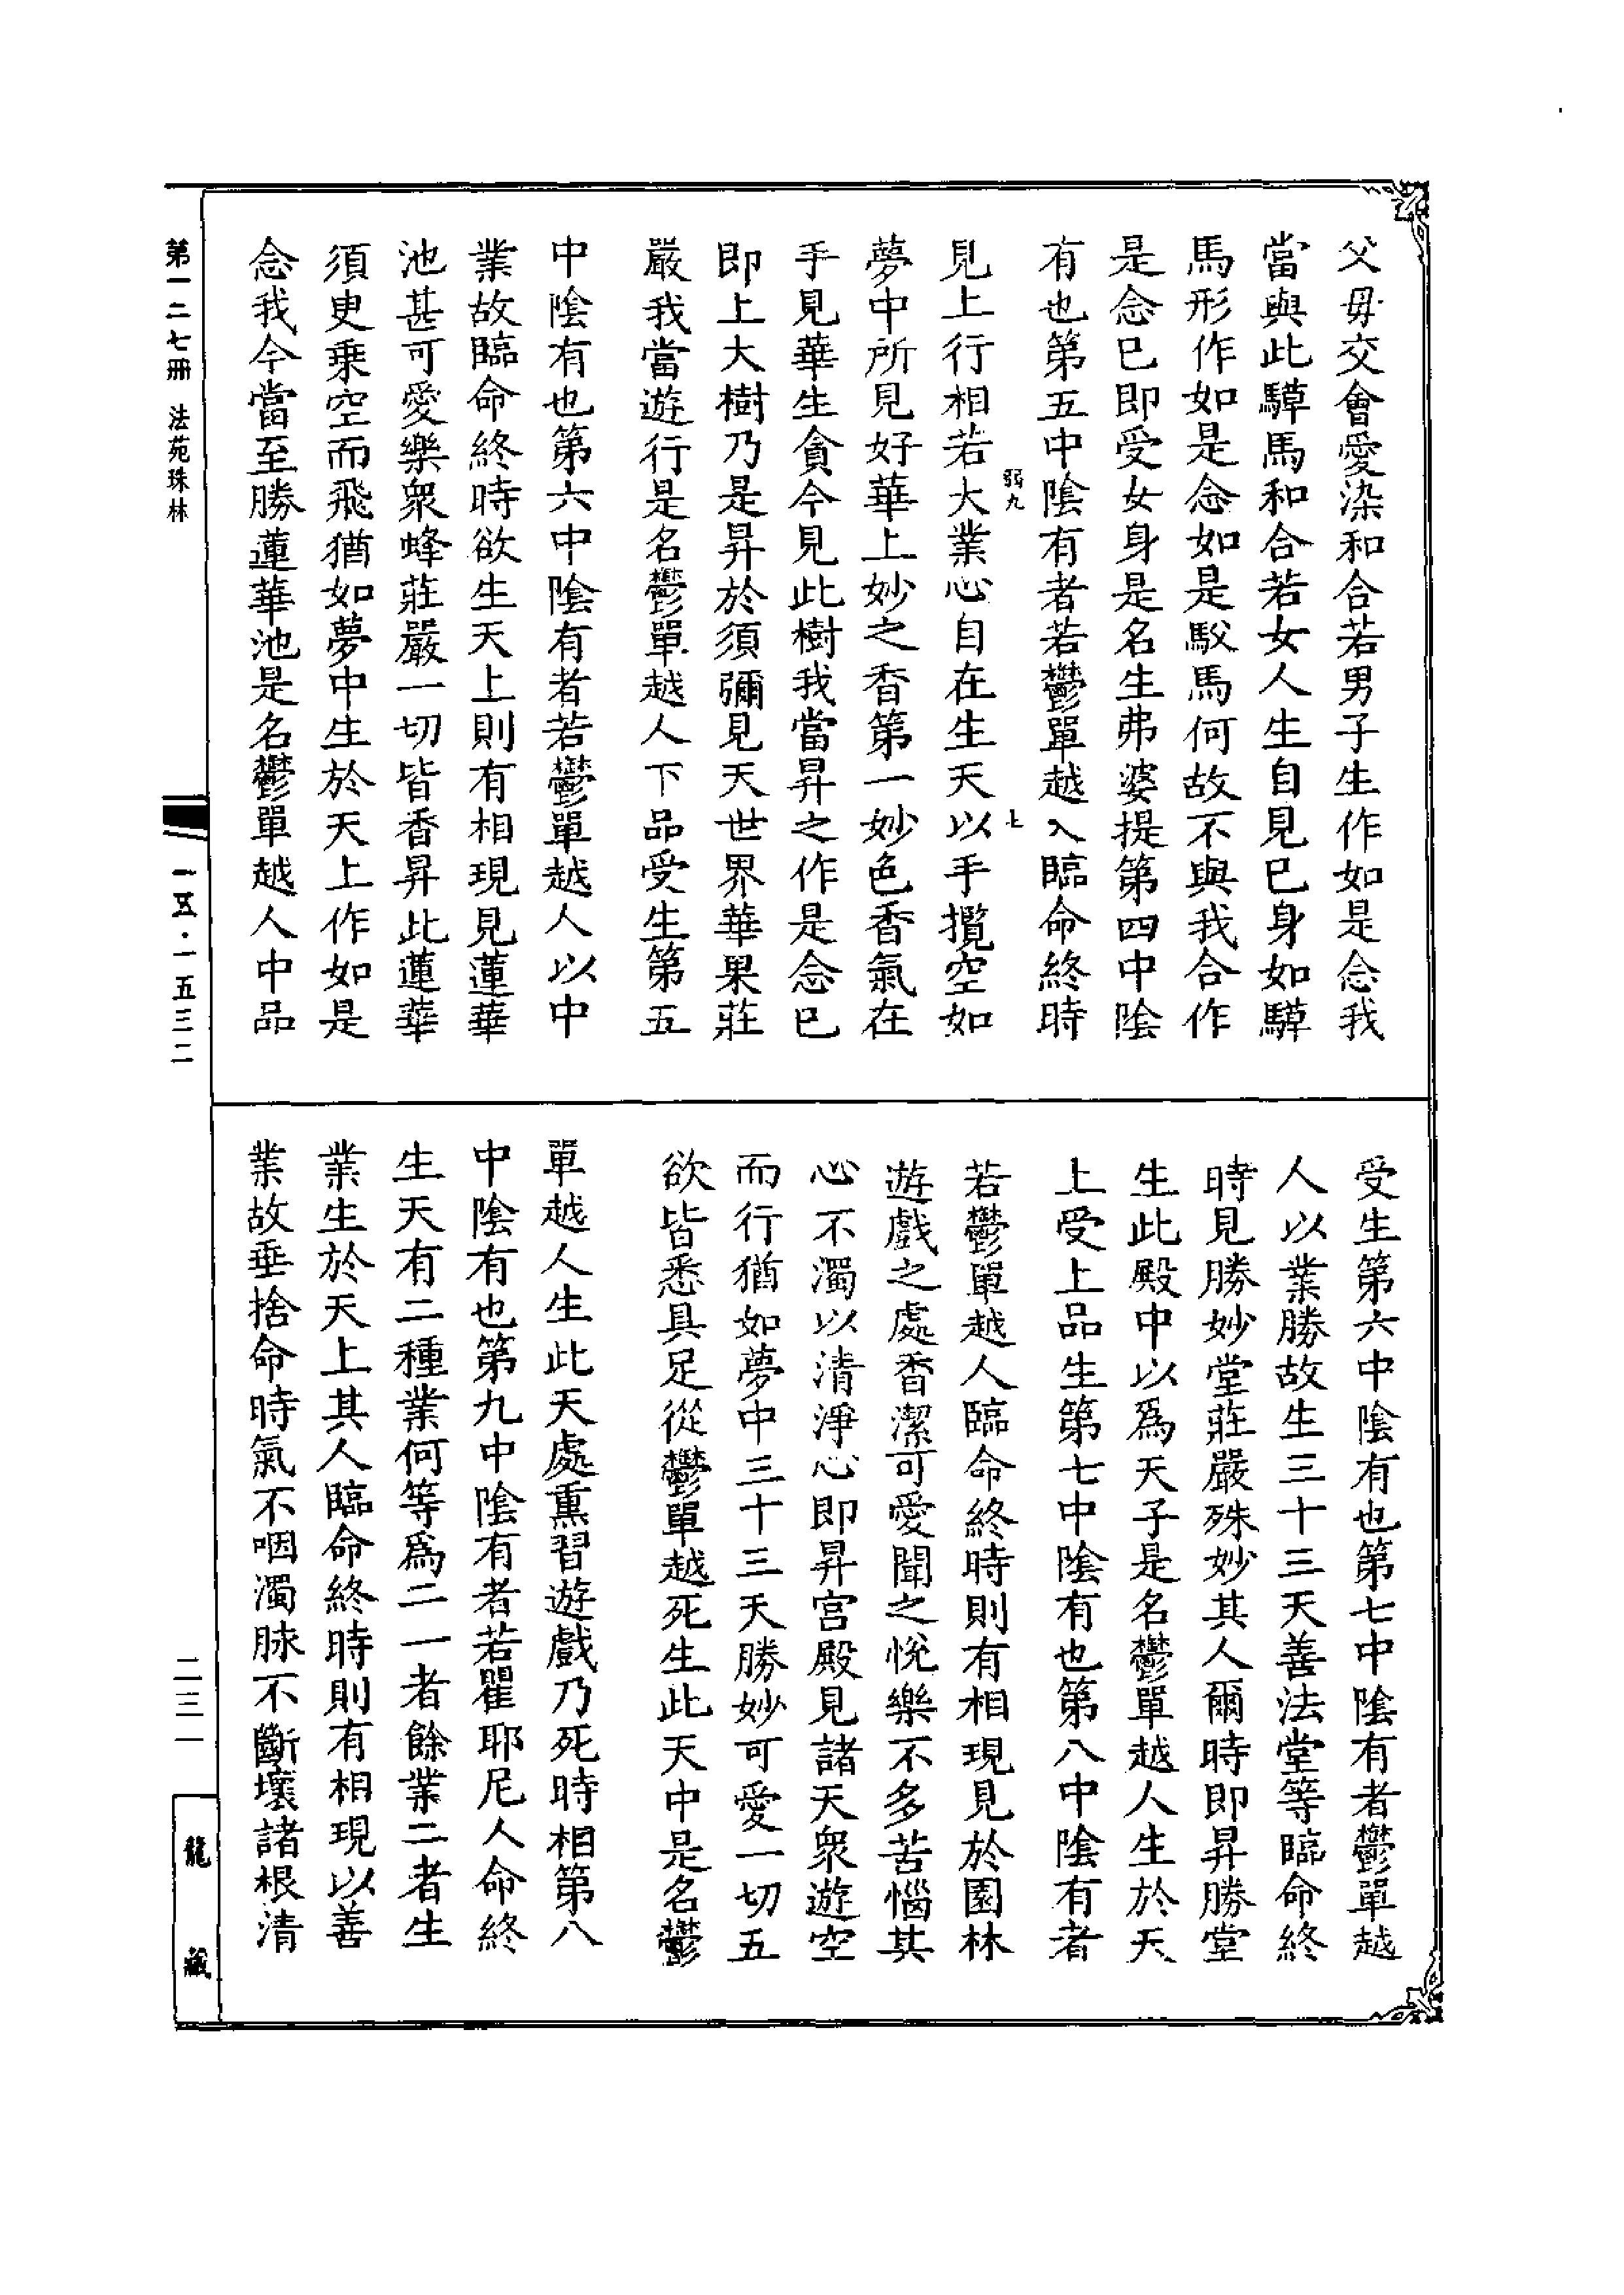 父母交會愛染和合若男子生作如是念我
當與此騲馬和合若女人生自見已身如騲
馬形作如是念如是駮馬何故不與我合作
是念已即受女身是名生弗婆提第四中陰
有也第五中陰有者若鬱單越入臨命終時
弱九
七
見上行相若大業心自在生天以手攬空如
夢中所見好華上妙之香第一妙色香氣在
手見華生貪今見此樹我當昇之作是念已
即上大樹乃是昇於須彌見天世界華果莊
嚴我當遊行是名鬱單越人下品受生第五
中陰有也第六中陰有者若鬱單越人以中
業故臨命終時欲生天上則有相現見蓮華
池甚可愛樂衆蜂莊嚴一切皆香昇此蓮華
須臾乗空而飛猶如夢中生於天上作如是
念我今當至勝蓮華池是名鬱單越人中品
受生第六中陰有也第七中陰有者鬱單越
人以業勝故生三十三天善法堂等臨命終
時見勝妙堂莊嚴殊妙其人爾時即昇勝堂
生此殿中以爲天子是名鬱單越人生於天
上受上品生第七中陰有也第八中陰有者
若鬱單越人臨命終時則有相現見於園林
遊戲之處香潔可愛聞之悅樂不多苦惱其
心不濁以清淨心即昇宮殿見諸天衆遊空
而行猶如夢中三十三天勝妙可愛一切五
欲皆悉具足從鬱單越死生此天中是名鬱
單越人生此天處熏習遊戲乃死時相第八
中陰有也第九中陰有者若瞿耶尼人命終
生天有二種業何等爲二一者餘業二者生
業生於天上其人臨命終時則有相現以善
業故垂捨命時氣不咽濁脉不斷壞諸根清
第一二七冊 法苑珠林
一五·一五三二
二三一
龍藏